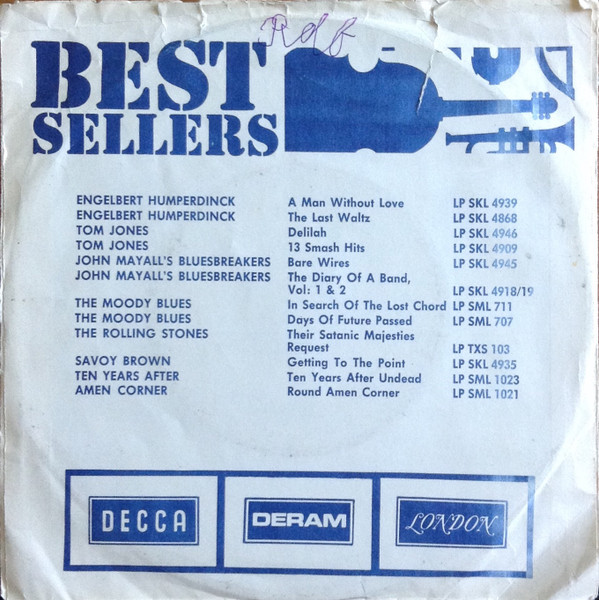 BEST
SELLERS
ENGELBERT HUMPERDINCK A Man Without Love LP SKL 4939
ENGELBERT HUMPERDINCK The Last Waltz LP SKL 4868
TOM JONES Delilah LP SKL 4946
TOM JONES 13 Smash Hits LP SKL 4909
JOHN MAYALL'S BLUESBREAKERS Bare Wires LP SKL 4945
JOHN MAYALL'S BLUESBREAKERS The Diary Of A Band,
Vol: 1 & 2 LP SKL 4918/19
THE MOODY BLUES In Search Of The Lost Chord LP SML 711
THE MOODY BLUES Days Of Future Passed LP SML 707
THE ROLLING STONES Their Satanic Majesties
Request LP TXS 103
SAVOY BROWN Getting To The Point LP SKL 4935
TEN YEARS AFTER Ten Years After Undead LP SML 1023
AMEN CORNER Round Amen Corner LP SML 1021
DECCA DERAM LONDON